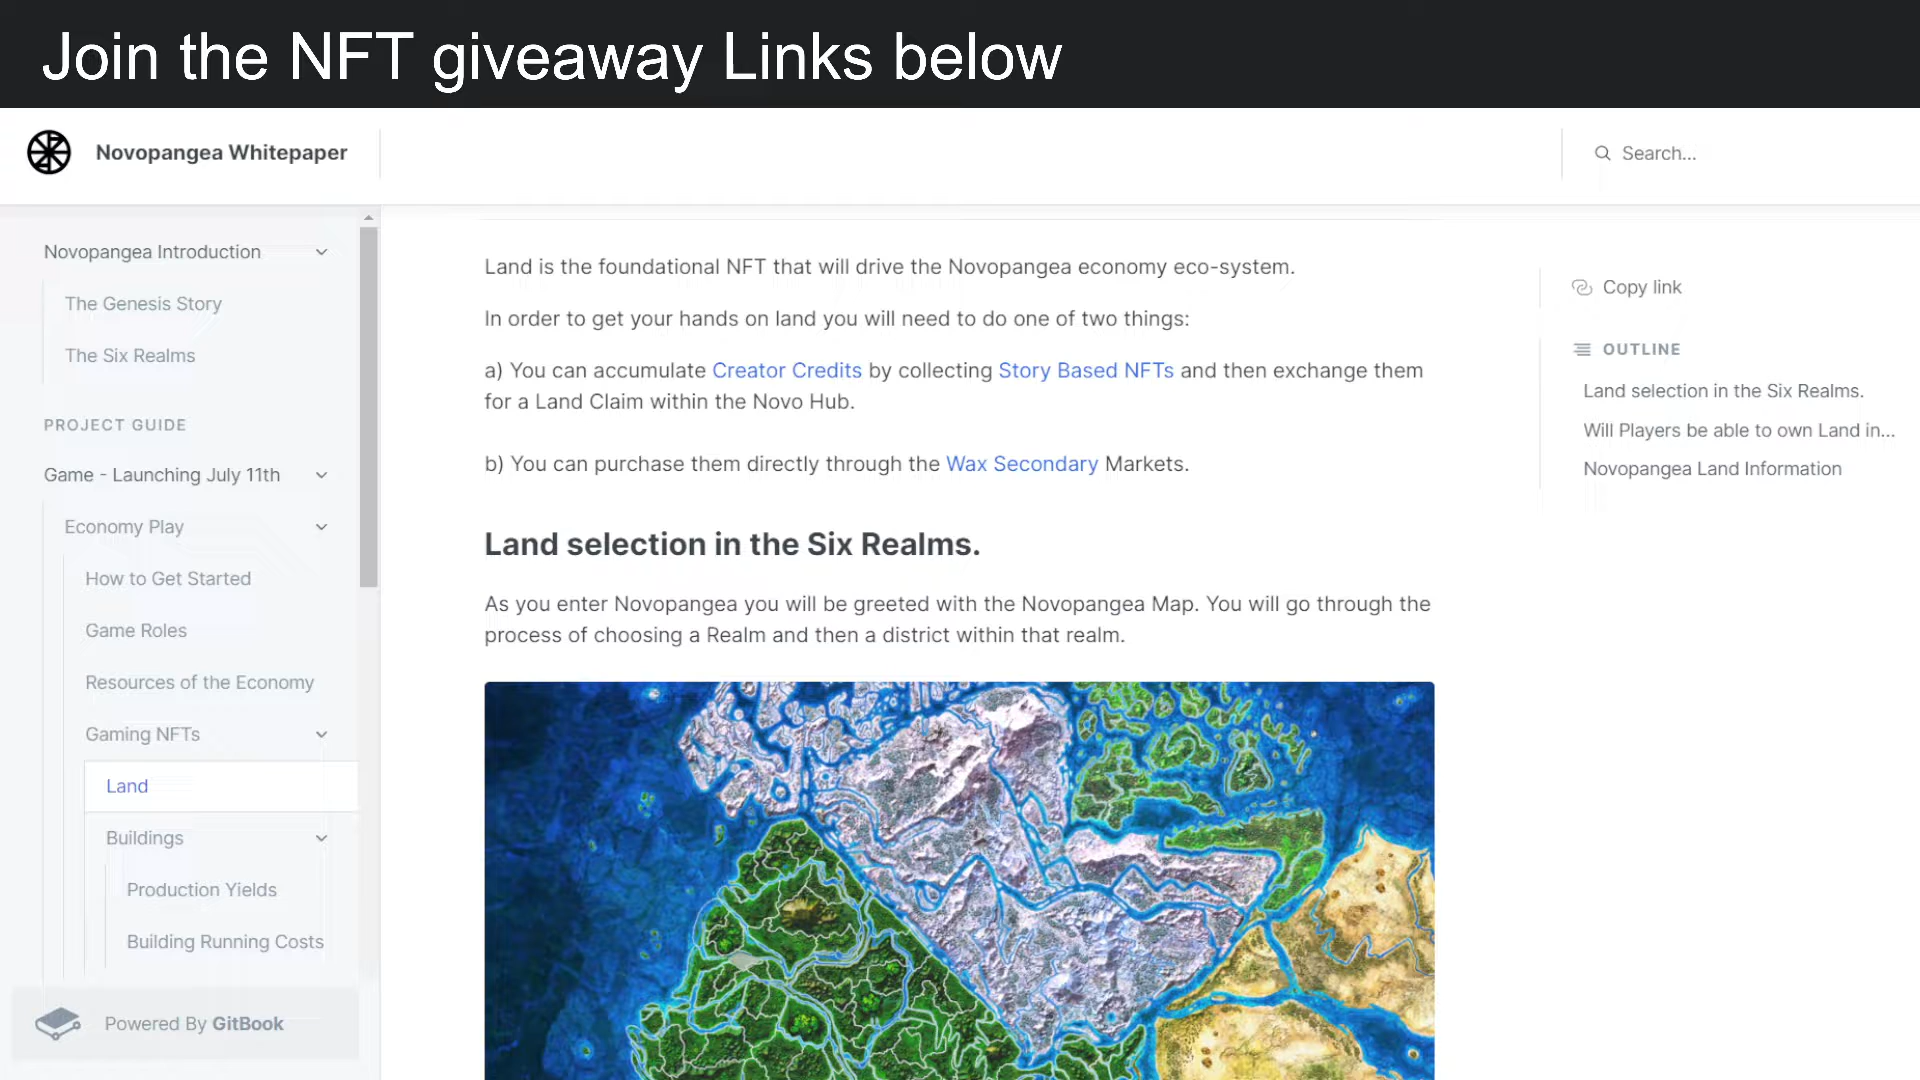 Join the NFT giveaway Links below
Novopangea Whitepaper
Search...
Novopangea Introduction
The Genesis Story
The Six Realms
PROJECT GUIDE
Game - Launching July 11th
Economy Play
How to Get Started
Game Roles
Resources of the Economy
Gaming NFTs
Land
Buildings
Production Yields
Building Running Costs
Powered By GitBook
Land is the foundational NFT that will drive the Novopangea economy eco-system.
In order to get your hands on land you will need to do one of two things:
a) You can accumulate Creator Credits by collecting Story Based NFTs and then exchange them
for a Land Claim within the Novo Hub.
b) You can purchase them directly through the Wax Secondary Markets.
Land selection in the Six Realms.
As you enter Novopangea you will be greeted with the Novopangea Map. You will go through the
process of choosing a Realm and then a district within that realm.
Copy link
OUTLINE
Land selection in the Six Realms.
Will Players be able to own Land in...
Novopangea Land Information